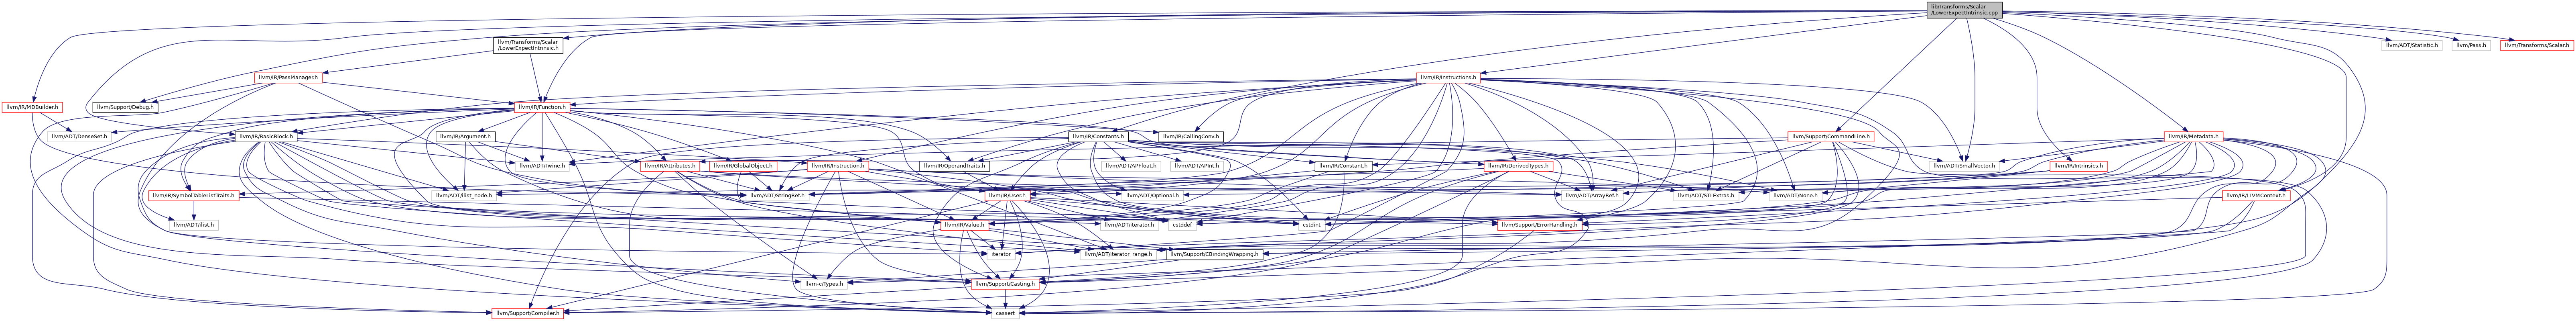 lib/Transforms/Scalar
/LowerExpectIntrinsic.cpp
llvm/Transforms/Scalar
/LowerExpectIntrinsic.h
llvm/ADT/Statistic.h
llvm/Pass.h
llvm/Transforms/Scalar.h
llvm/IR/PassManager.h
llvm/IR/Instructions.h
llvm/IR/MDBuilder.h
llvm/Support/Debug.h
llvm/IR/Function.h
llvm/ADT/DenseSet.h
llvm/IR/BasicBlock.h
llvm/IR/Argument.h
llvm/IR/CallingConv.h
llvm/IR/Constants.h
llvm/Support/CommandLine.h
llvm/IR/Metadata.h
llvm/ADT/Twine.h
llvm/IR/Attributes.h
llvm/IR/GlobalObject.h
llvm/IR/Instruction.h
llvm/IR/OperandTraits.h
llvm/ADT/APFloat.h
llvm/ADT/APInt.h
llvm/IR/Constant.h
llvm/IR/DerivedTypes.h
llvm/ADT/SmallVector.h
llvm/IR/Intrinsics.h
llvm/IR/SymbolTableListTraits.h
llvm/ADT/ilist_node.h
llvm/ADT/StringRef.h
llvm/IR/User.h
llvm/ADT/Optional.h
llvm/ADT/ArrayRef.h
llvm/ADT/STLExtras.h
llvm/ADT/None.h
llvm/IR/LLVMContext.h
llvm/ADT/ilist.h
llvm/IR/Value.h
llvm/ADT/iterator.h
cstddef
cstdint
llvm/Support/ErrorHandling.h
iterator
llvm/ADT/iterator_range.h
llvm/Support/CBindingWrapping.h
llvm-c/Types.h
llvm/Support/Casting.h
llvm/Support/Compiler.h
cassert